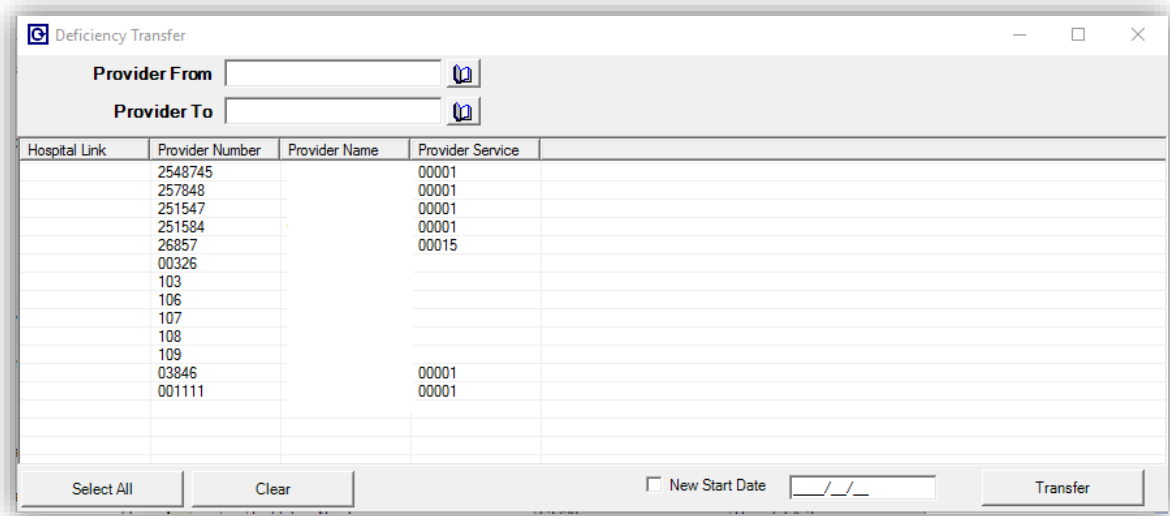 Deficiency Transfer
Provider From
Provider To
Hospital Link Provider Number Provider Name Provider Service
2548745 00001
257848 00001
251547 00001
251584 00001
26857 00015
00326
103
106
107
108
109
03846 00001
001111 00001
Select All Clear New Start Date __/__/__ Transfer